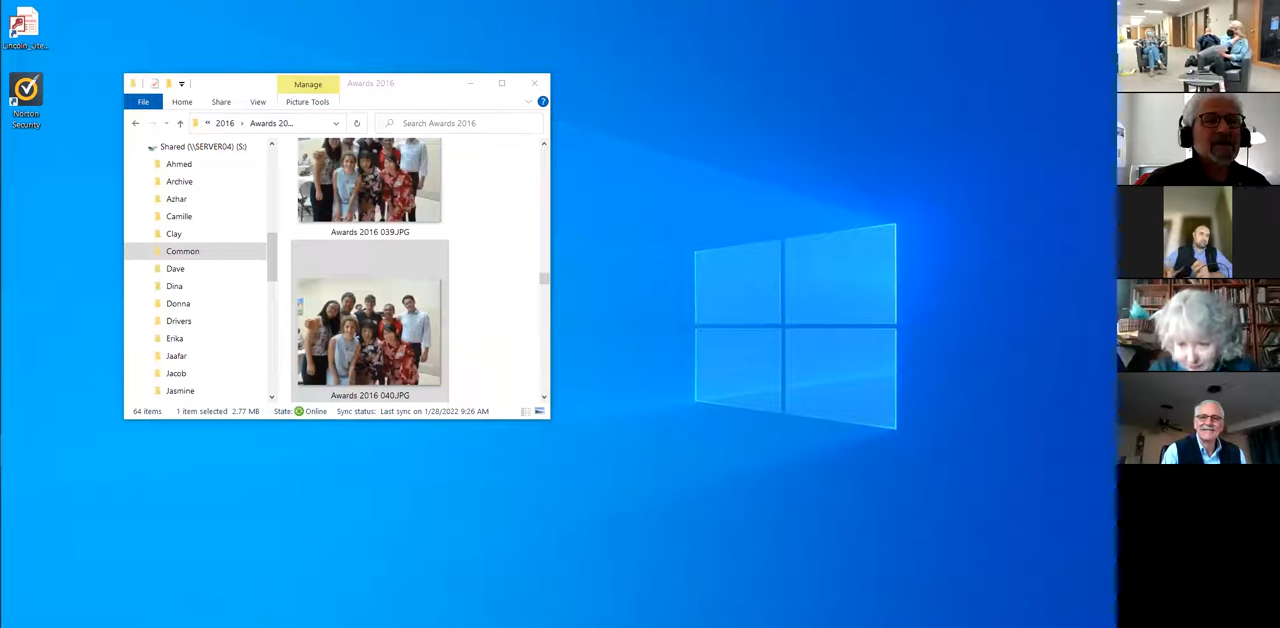 Lincoln_Lite...
Norton
Security
Manage
Awards 2016
File
Home
Share
View
Picture Tools
2016
Awards 20...
Search Awards 2016
Shared (\\SERVER04) (S:)
Ahmed
Archive
Azhar
Camille
Clay
Common
Dave
Dina
Donna
Drivers
Erika
Jaafar
Jacob
Jasmine
Awards 2016 039.JPG
Awards 2016 040.JPG
64 items
1 item selected 2.77 MB
State: Online
Sync status: Last sync on 1/28/2022 9:26 AM